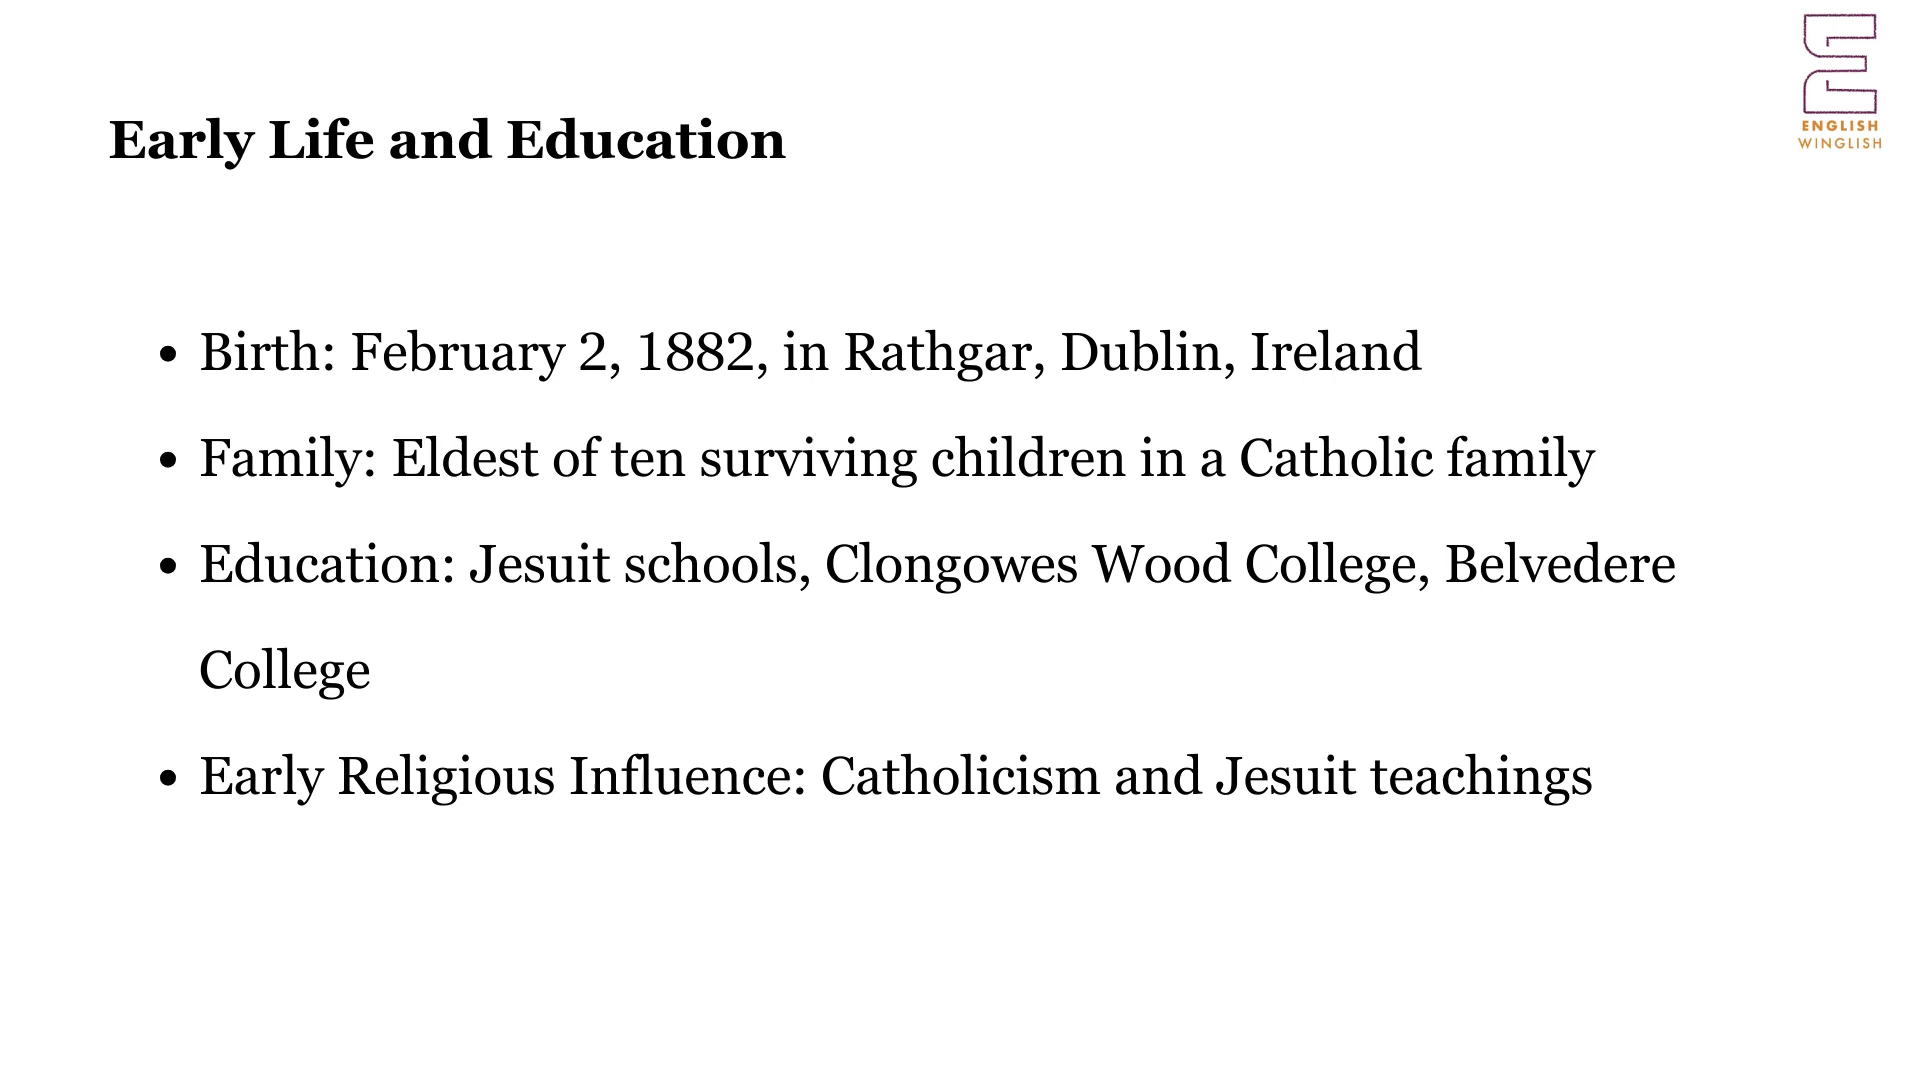 ENGLISH
WINGLISH
Early Life and Education
• Birth: February 2, 1882, in Rathgar, Dublin, Ireland
• Family: Eldest of ten surviving children in a Catholic family
• Education: Jesuit schools, Clongowes Wood College, Belvedere
College
• Early Religious Influence: Catholicism and Jesuit teachings